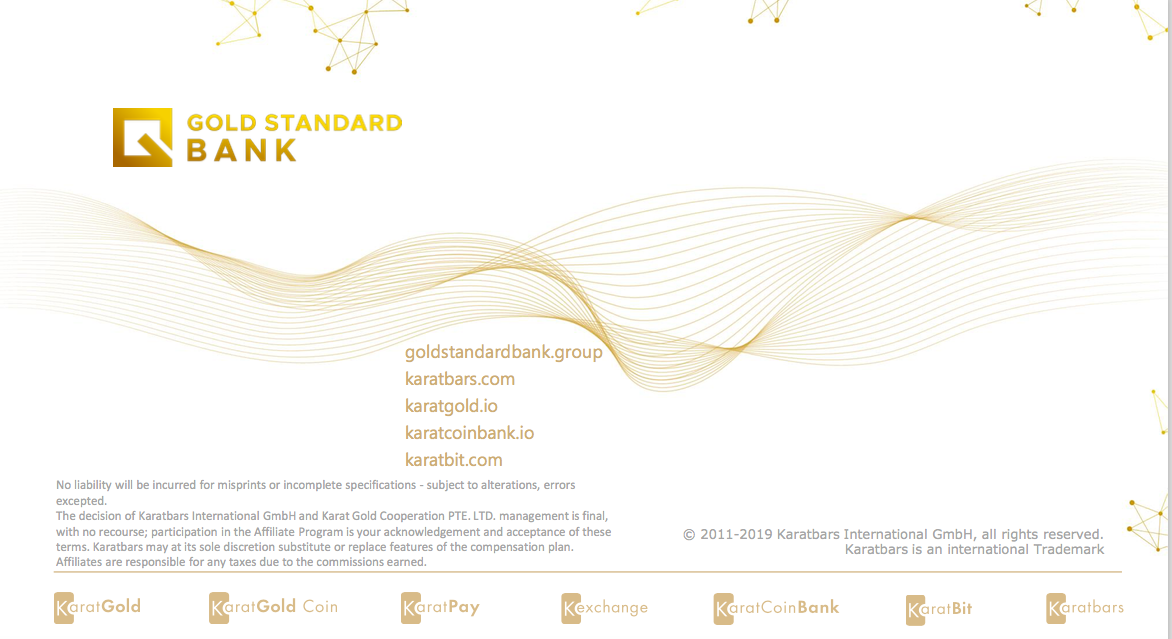 GOLD STANDARD
BANK
goldstandardbank.group
karatbars.com
karatgold.io
karatcoinbank.io
karatbit.com
No liability will be incurred for misprints or incomplete specifications - subject to alterations, errors
excepted.
The decision of Karatbars International GmbH and Karat Gold Cooperation PTE. LTD. management is final,
with no recourse; participation in the Affiliate Program is your acknowledgement and acceptance of these
terms. Karatbars may at its sole discretion substitute or replace features of the compensation plan.
Affiliates are responsible for any taxes due to the commissions earned.
© 2011-2019 Karatbars International GmbH, all rights reserved.
Karatbars is an international Trademark
KaratGold KaratGold Coin KaratPay Kexchange KaratCoinBank KaratBit Karatbars